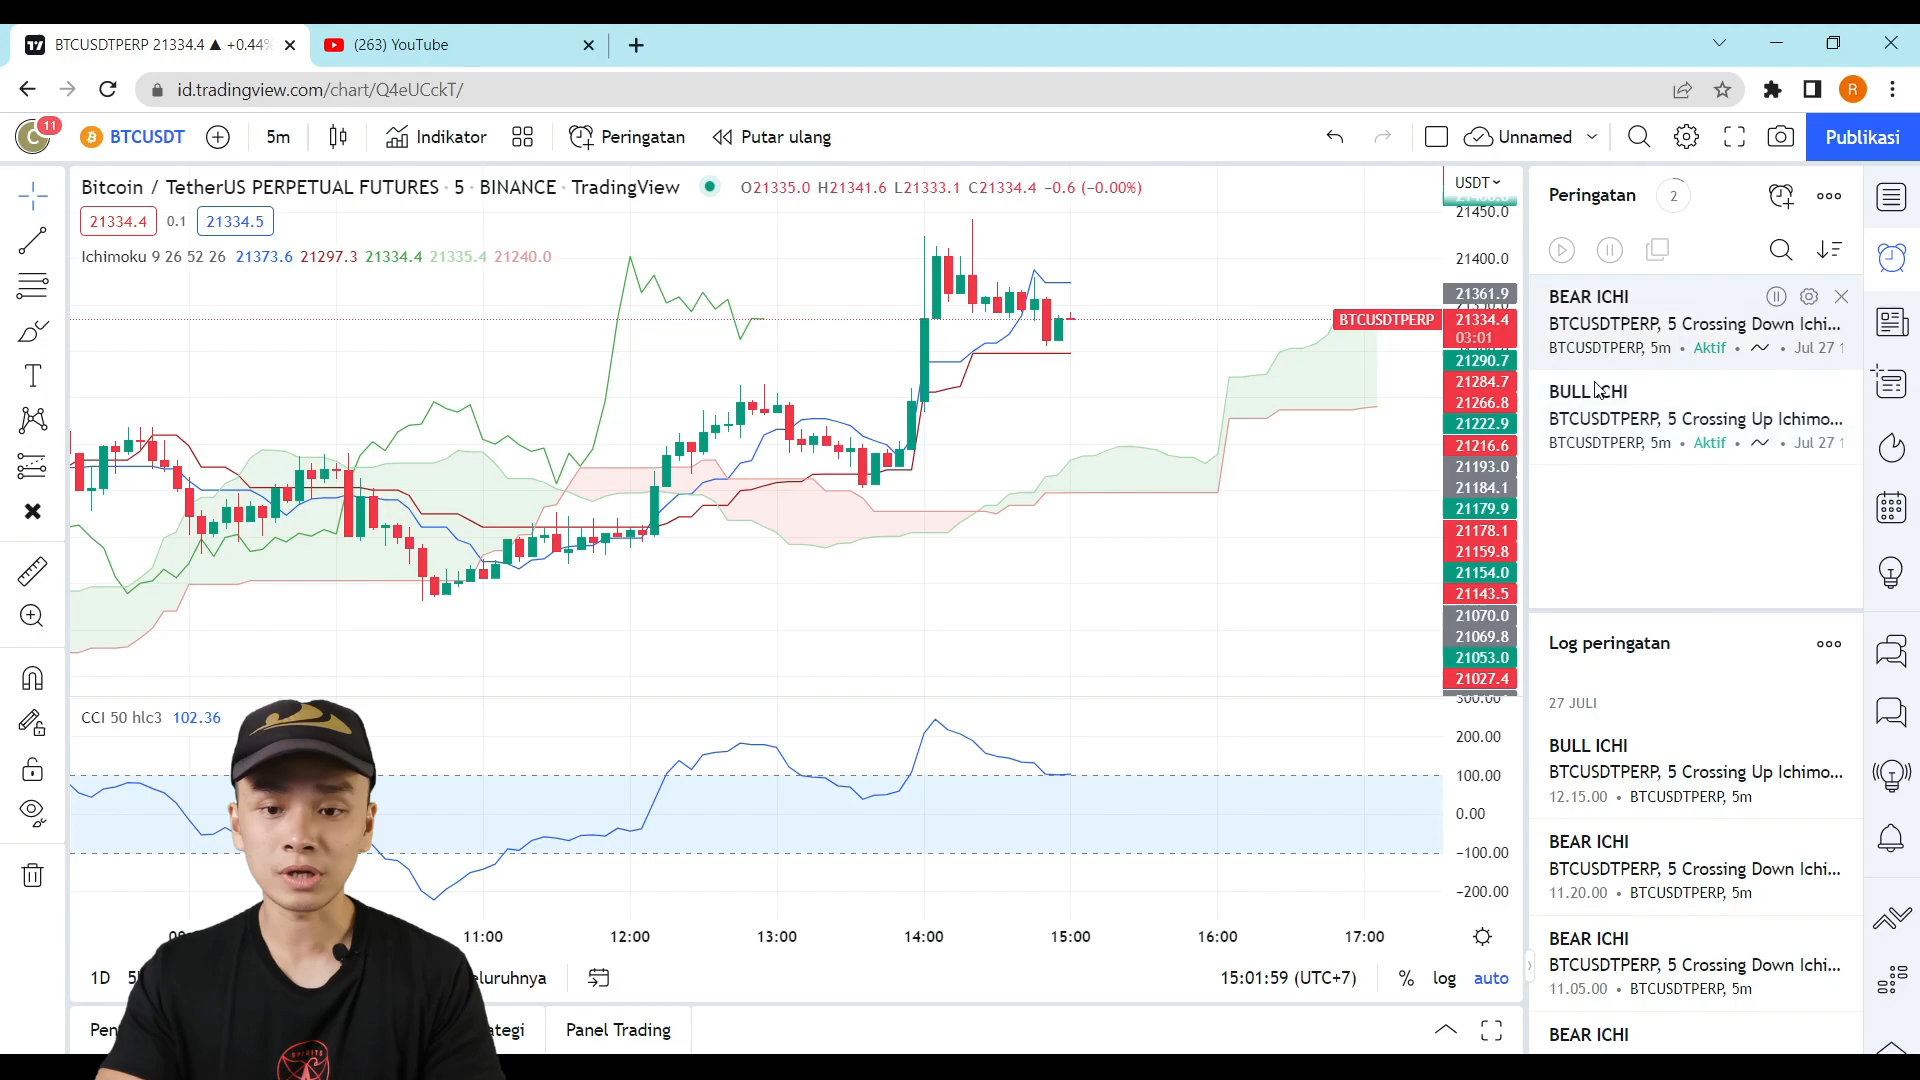 BTCUSDTPERP 21334.4 ▲ +0.44%
(263) YouTube
id.tradingview.com/chart/Q4eUCckT/
R
C
11
BTCUSDT
5m
Indikator
Peringatan
Putar ulang
Unnamed
Publikasi
Bitcoin / TetherUS PERPETUAL FUTURES · 5 · BINANCE · TradingView
O21335.0 H21341.6 L21333.1 C21334.4 −0.6 (−0.00%)
21334.4
0.1
21334.5
Ichimoku 9 26 52 26 21373.6 21297.3 21334.4 21335.4 21240.0
USDT
21450.0
21400.0
21361.9
BTCUSDTPERP
21334.4
03:01
21290.7
21284.7
21266.8
21222.9
21216.6
21193.0
21184.1
21179.9
21178.1
21159.8
21154.0
21143.5
21070.0
21069.8
21053.0
21027.4
300.00
CCI 50 hlc3 102.36
200.00
100.00
0.00
−100.00
−200.00
11:00
12:00
13:00
14:00
15:00
16:00
17:00
1D
eluruhnya
15:01:59 (UTC+7)
%
log
auto
Pen
ategi
Panel Trading
SPIRITS
Peringatan
2
BEAR ICHI
BTCUSDTPERP, 5 Crossing Down Ichi...
BTCUSDTPERP, 5m • Aktif • • Jul 27
BULL ICHI
BTCUSDTPERP, 5 Crossing Up Ichimo...
BTCUSDTPERP, 5m • Aktif • • Jul 27
Log peringatan
27 JULI
BULL ICHI
BTCUSDTPERP, 5 Crossing Up Ichimo...
12.15.00 • BTCUSDTPERP, 5m
BEAR ICHI
BTCUSDTPERP, 5 Crossing Down Ichi...
11.20.00 • BTCUSDTPERP, 5m
BEAR ICHI
BTCUSDTPERP, 5 Crossing Down Ichi...
11.05.00 • BTCUSDTPERP, 5m
BEAR ICHI